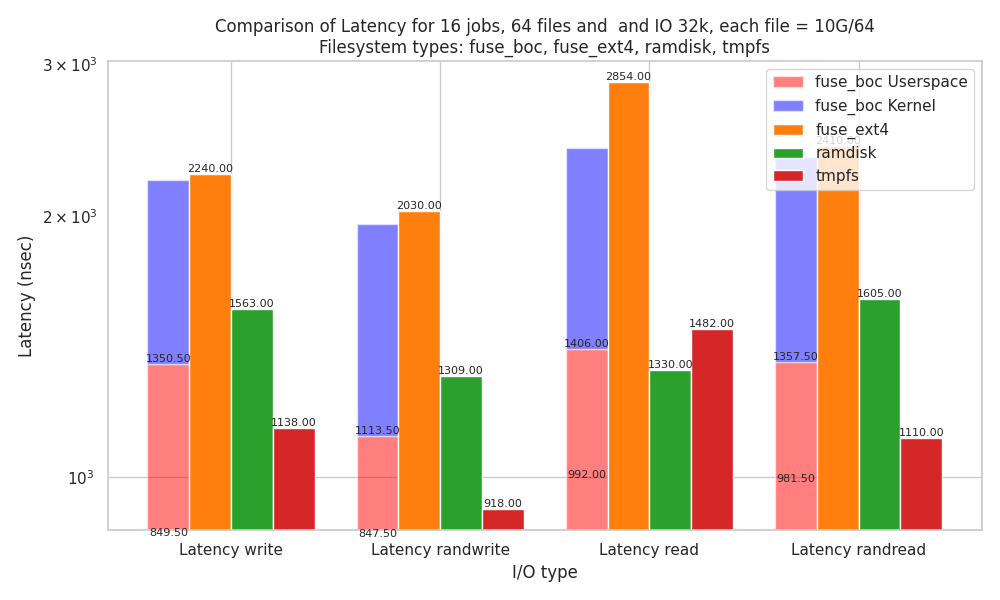 Comparison of Latency for 16 jobs, 64 files and  and IO 32k, each file = 10G/64
Filesystem types: fuse_boc, fuse_ext4, ramdisk, tmpfs
3 × 10³
2 × 10³
10³
Latency (nsec)
2240.00
1350.50
849.50
1563.00
1138.00
2030.00
1113.50
847.50
1309.00
918.00
2854.00
1406.00
992.00
1330.00
1482.00
2410.00
1357.50
981.50
1605.00
1110.00
fuse_boc Userspace
fuse_boc Kernel
fuse_ext4
ramdisk
tmpfs
Latency write
Latency randwrite
Latency read
Latency randread
I/O type